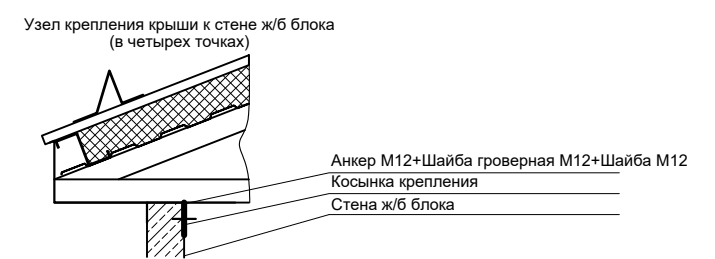 Узел крепления крыши к стене ж/б блока
(в четырех точках)
Анкер М12+Шайба гроверная М12+Шайба М12
Косынка крепления
Стена ж/б блока